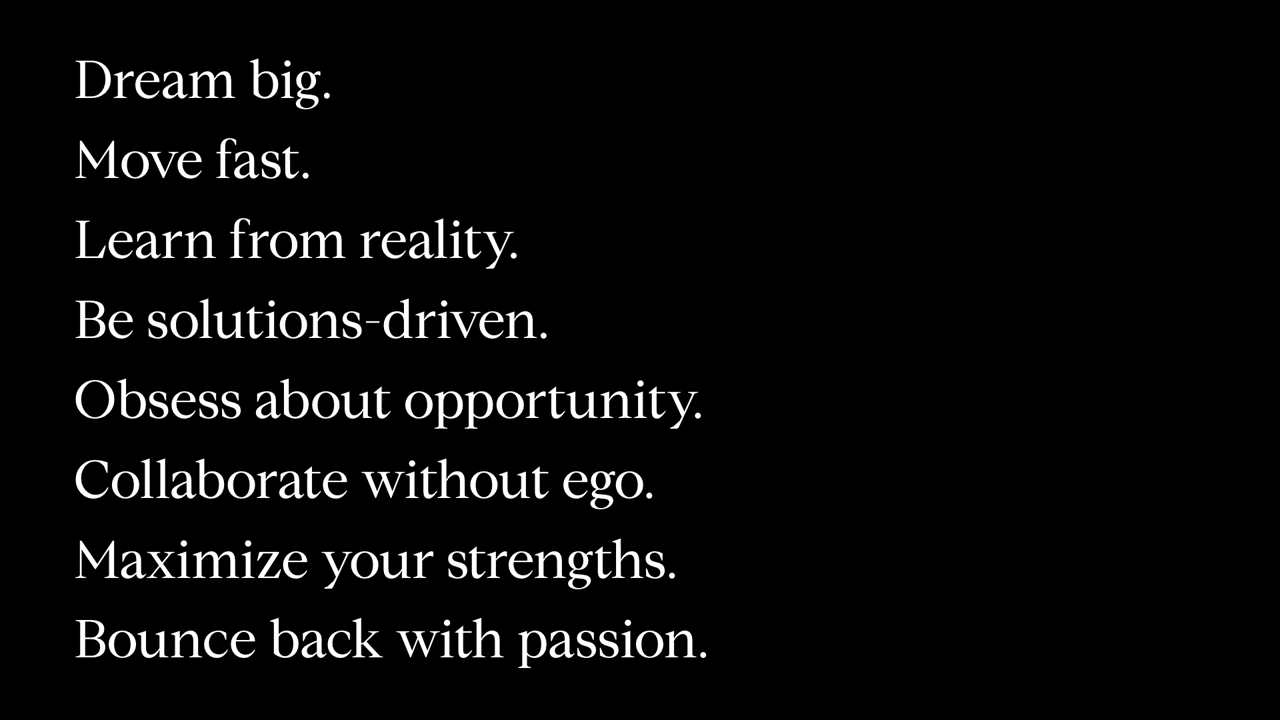 Dream big.
Move fast.
Learn from reality.
Be solutions-driven.
Obsess about opportunity.
Collaborate without ego.
Maximize your strengths.
Bounce back with passion.